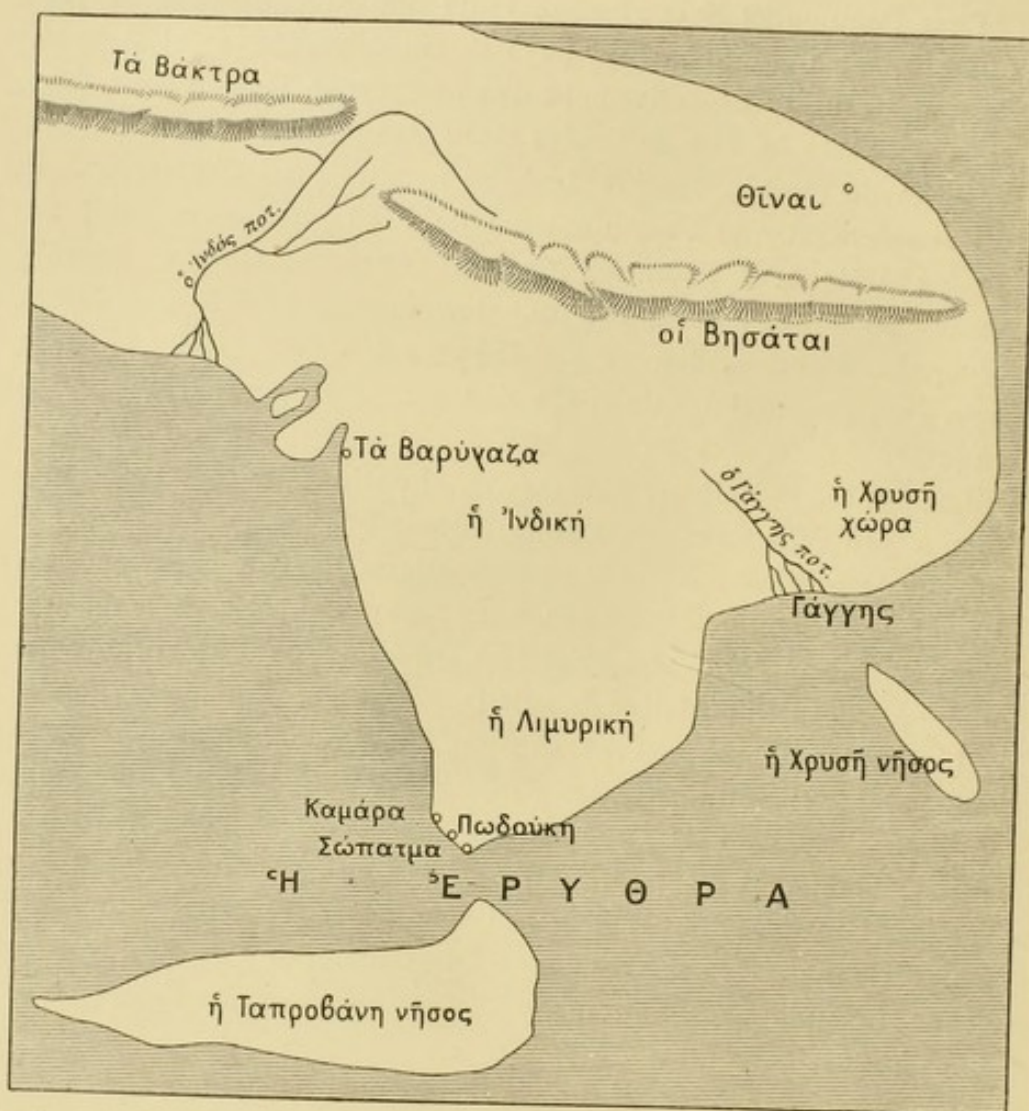 Τὰ Βάκτρα
Θῖναι
ὁ Ἰνδός ποτ.
οἱ Βησάται
Τὰ Βαρύγαζα
ἡ Ἰνδική
ὁ Γάγγης ποτ.
ἡ Χρυσῆ
χώρα
Γάγγης
ἡ Λιμυρική
ἡ Χρυσῆ νῆσος
Καμάρα
Πωδούκη
Σώπατμα
Ἡ Ἐ Ρ Υ Θ Ρ Α
ἡ Ταπροβάνη νῆσος